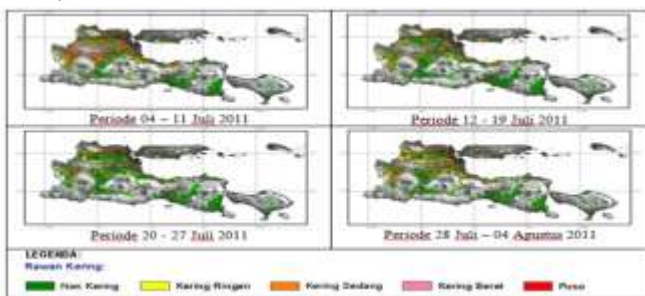 Periode 04 – 11 Juli 2011
Periode 12 - 19 Juli 2011
Periode 20 - 27 Juli 2011
Periode 28 Juli – 04 Agustus 2011
LEGENDA:
Rawan Kering:
Non Kering
Kering Ringan
Kering Sedang
Kering Berat
Puso